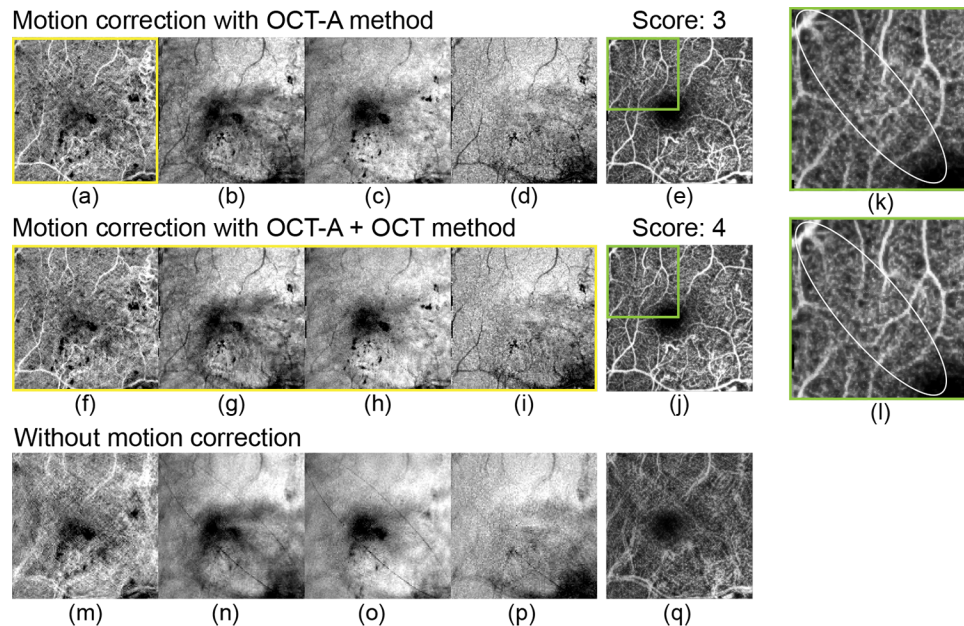 Motion correction with OCT-A method Score: 3
(a) (b) (c) (d) (e) (k)
Motion correction with OCT-A + OCT method Score: 4
(f) (g) (h) (i) (j) (l)
Without motion correction
(m) (n) (o) (p) (q)